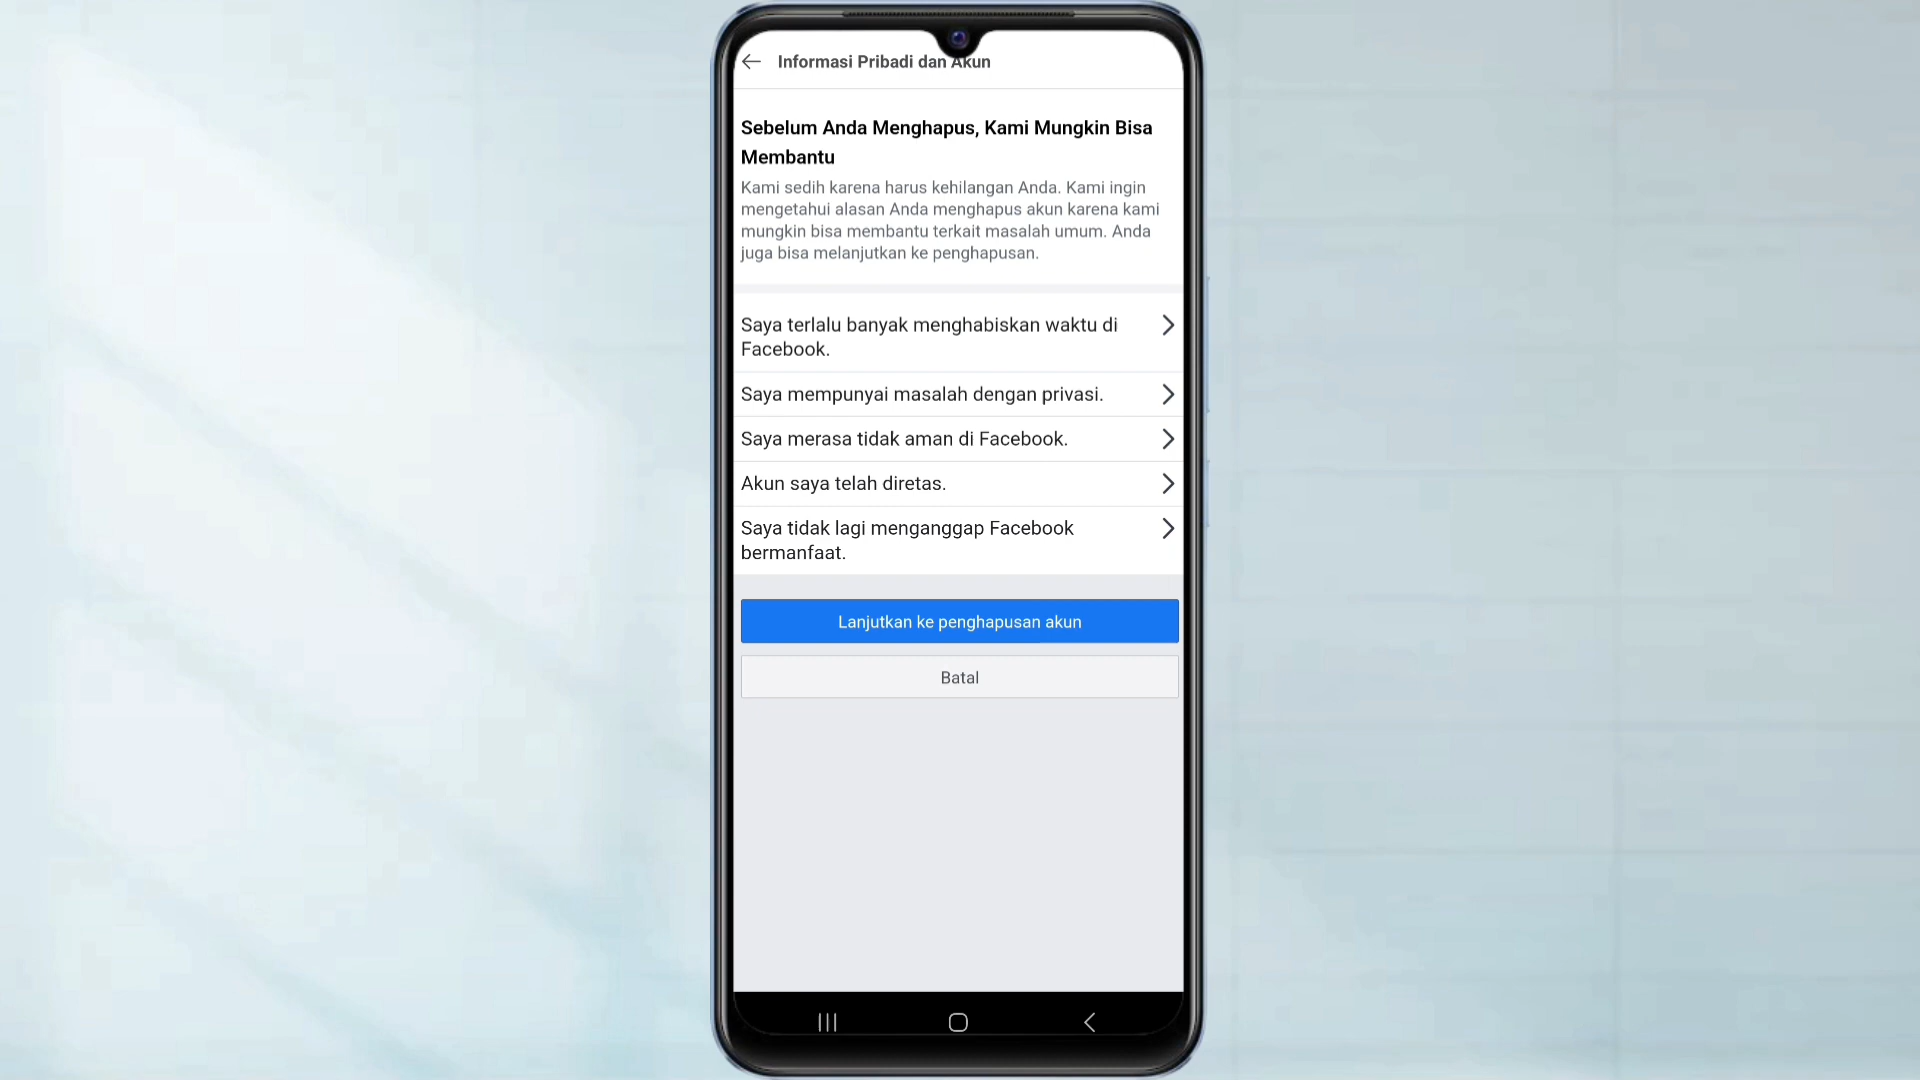 Informasi Pribadi dan Akun
Sebelum Anda Menghapus, Kami Mungkin Bisa
Membantu
Kami sedih karena harus kehilangan Anda. Kami ingin
mengetahui alasan Anda menghapus akun karena kami
mungkin bisa membantu terkait masalah umum. Anda
juga bisa melanjutkan ke penghapusan.
Saya terlalu banyak menghabiskan waktu di
Facebook.
Saya mempunyai masalah dengan privasi.
Saya merasa tidak aman di Facebook.
Akun saya telah diretas.
Saya tidak lagi menganggap Facebook
bermanfaat.
Lanjutkan ke penghapusan akun
Batal